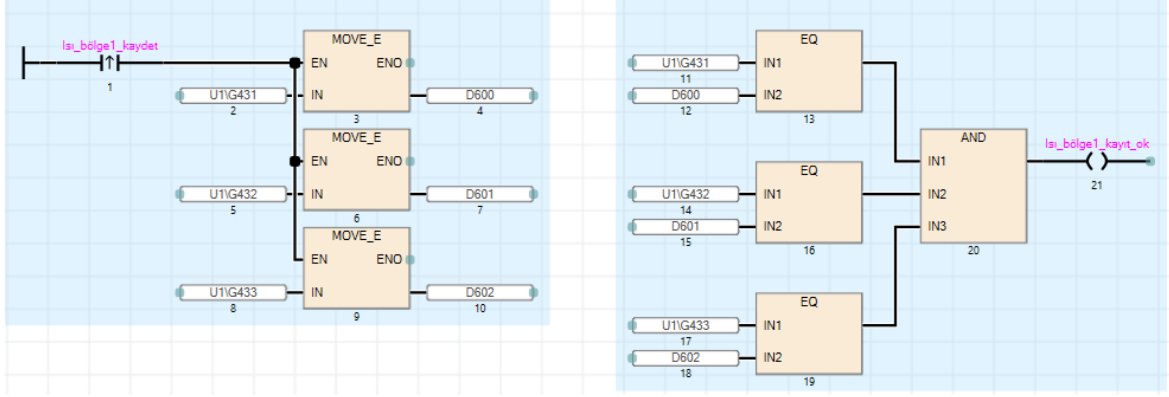 Isı_bölge1_kaydet
1
MOVE_E
EN ENO
U1\G431 IN D600
2 3 4
MOVE_E
EN ENO
U1\G432 IN D601
5 6 7
MOVE_E
EN ENO
U1\G433 IN D602
8 9 10
EQ
U1\G431 IN1
11
D600 IN2
12 13
EQ
U1\G432 IN1
14
D601 IN2
15 16
EQ
U1\G433 IN1
17
D602 IN2
18 19
AND
IN1
IN2
IN3
20
Isı_bölge1_kayıt_ok
21